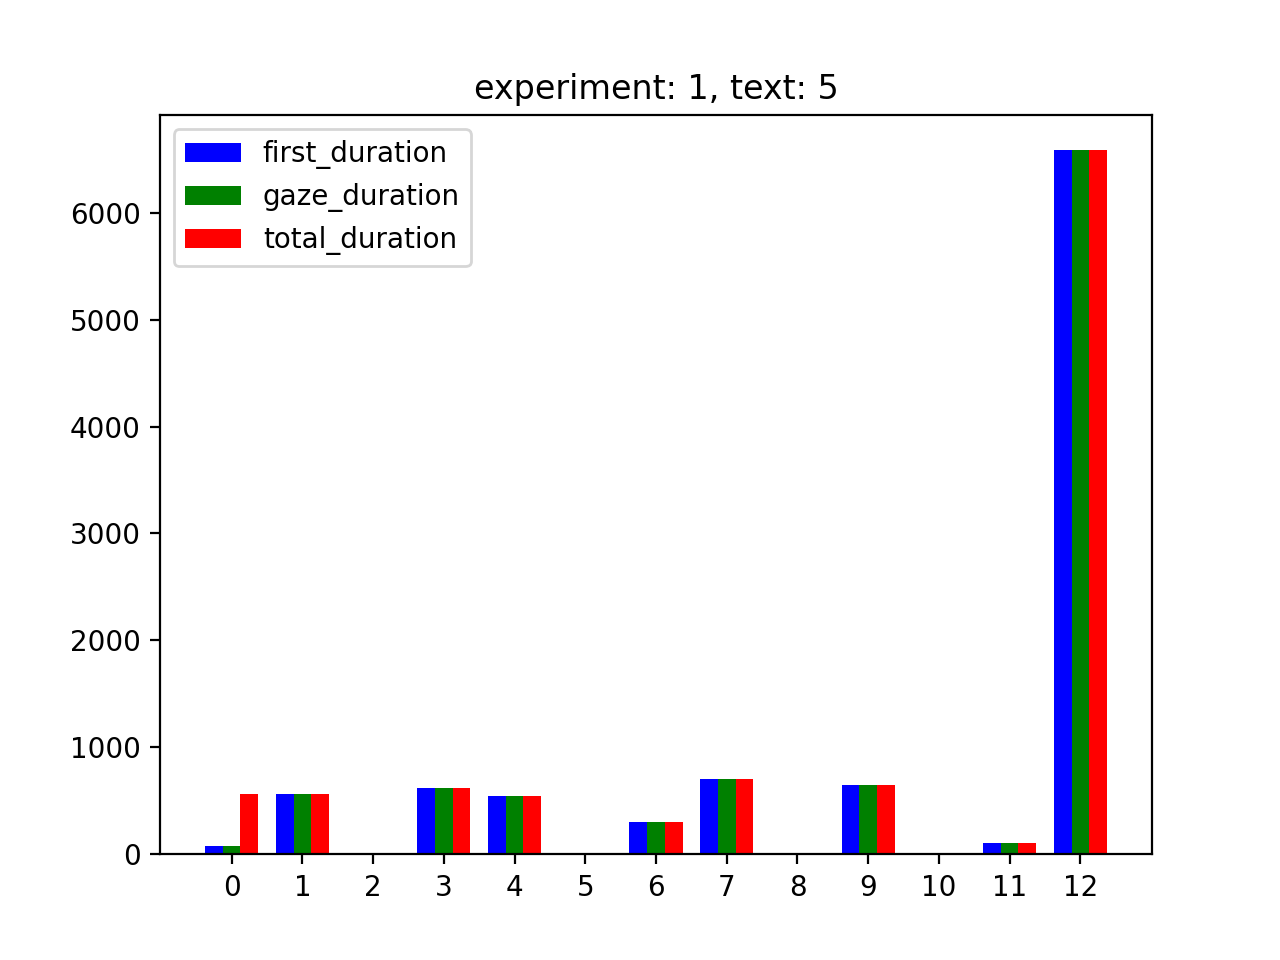 experiment: 1, text: 5
first_duration
gaze_duration
total_duration
6000
5000
4000
3000
2000
1000
0
0 1 2 3 4 5 6 7 8 9 10 11 12